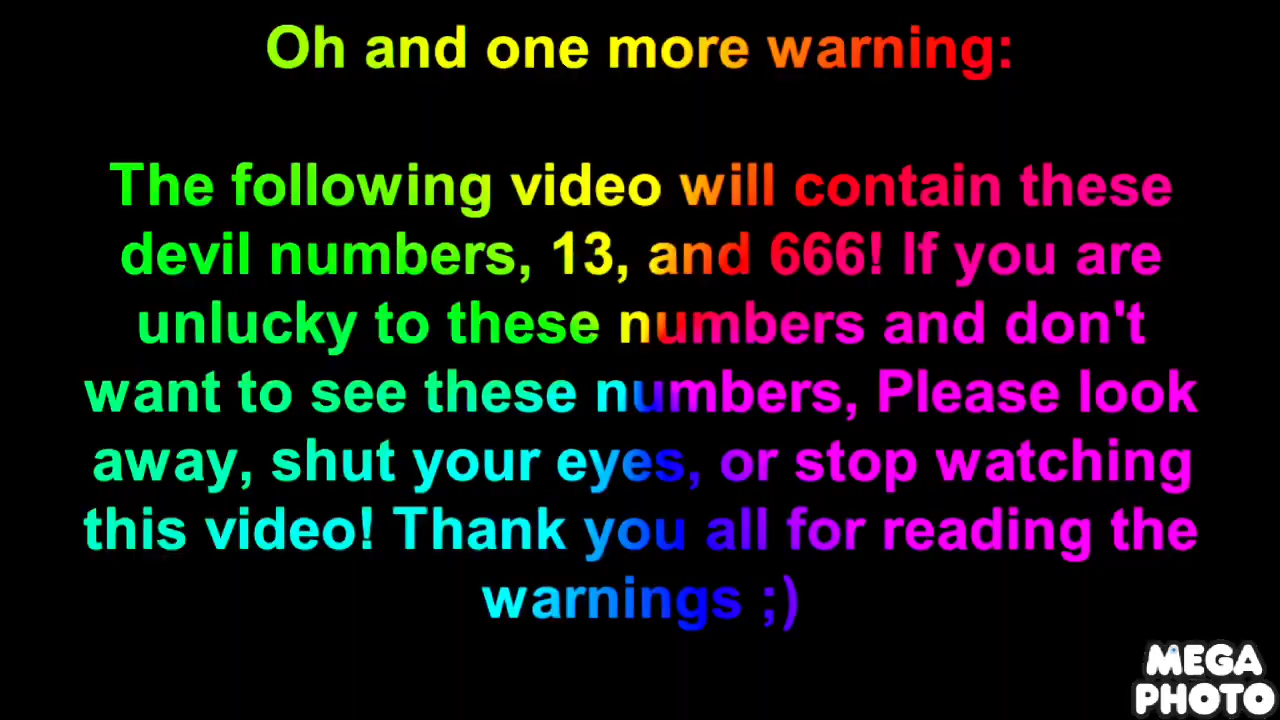 Oh and one more warning:
The following video will contain these
devil numbers, 13, and 666! If you are
unlucky to these numbers and don't
want to see these numbers, Please look
away, shut your eyes, or stop watching
this video! Thank you all for reading the
warnings ;)
MEGA
PHOTO